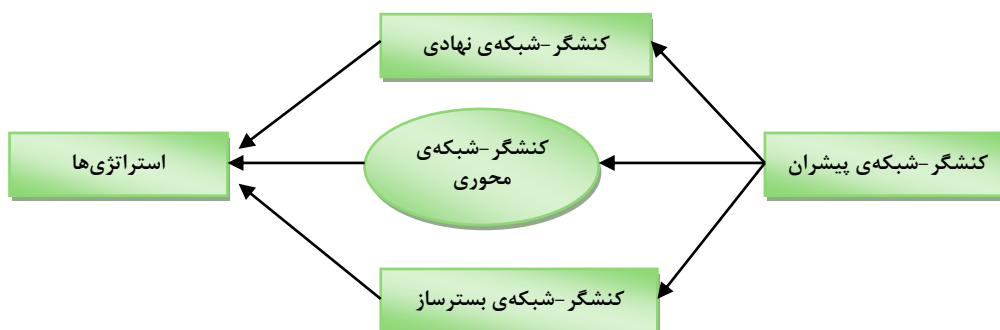 کنشگر-شبکه‌ی نهادی
کنشگر-شبکه‌ی پیشران
کنشگر-شبکه‌ی
محوری
استراتژی‌ها
کنشگر-شبکه‌ی بسترساز